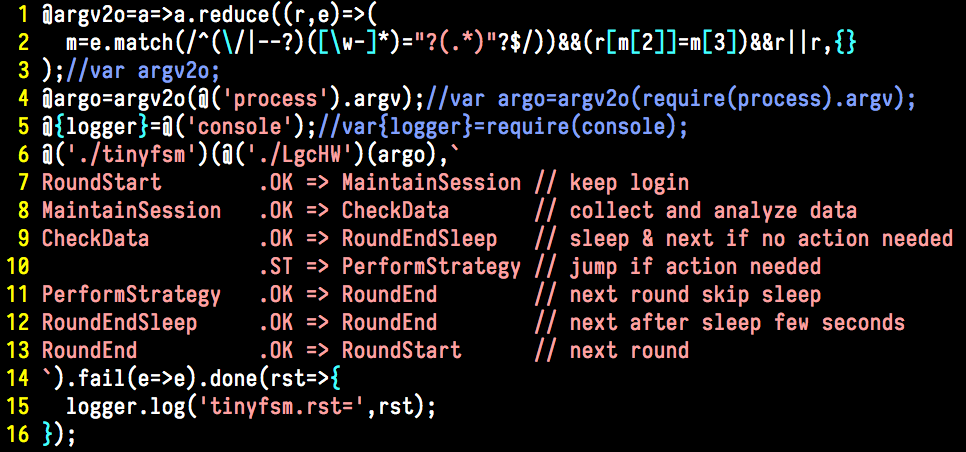 1 @argv2o=a=>a.reduce((r,e)=>(
2   m=e.match(/^(\/|--?)([\w-]*)="?(.*)"?$/))&&(r[m[2]]=m[3])&&r||r,{}
3 );//var argv2o;
4 @argo=argv2o(@('process').argv);//var argo=argv2o(require(process).argv);
5 @{logger}=@('console');//var{logger}=require(console);
6 @('./tinyfsm')(@('./LgcHW')(argo),`
7 RoundStart        .OK => MaintainSession // keep login
8 MaintainSession   .OK => CheckData       // collect and analyze data
9 CheckData         .OK => RoundEndSleep   // sleep & next if no action needed
10                   .ST => PerformStrategy // jump if action needed
11 PerformStrategy   .OK => RoundEnd        // next round skip sleep
12 RoundEndSleep     .OK => RoundEnd        // next after sleep few seconds
13 RoundEnd          .OK => RoundStart      // next round
14 `).fail(e=>e).done(rst=>{
15   logger.log('tinyfsm.rst=',rst);
16 });